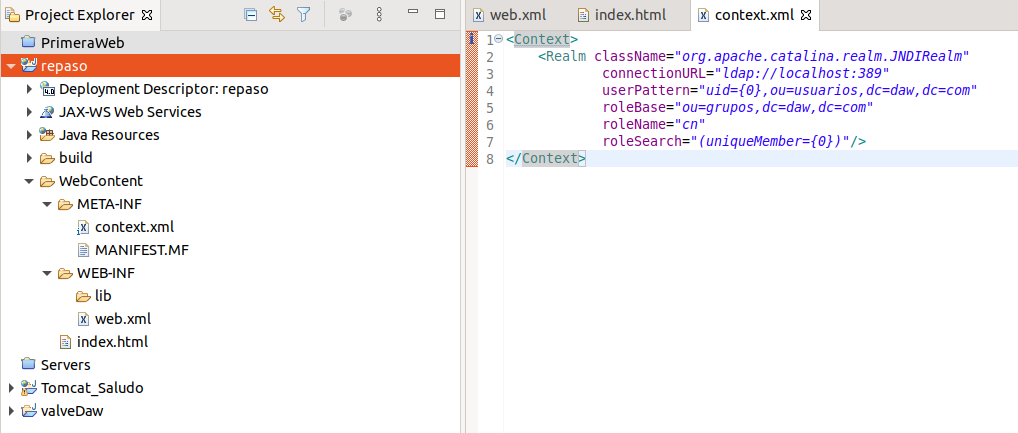 Project Explorer
PrimeraWeb
repaso
Deployment Descriptor: repaso
JAX-WS Web Services
Java Resources
build
WebContent
META-INF
context.xml
MANIFEST.MF
WEB-INF
lib
web.xml
index.html
Servers
Tomcat_Saludo
valveDaw
web.xml index.html context.xml
1 <Context>
2 <Realm className="org.apache.catalina.realm.JNDIRealm"
3 connectionURL="ldap://localhost:389"
4 userPattern="uid={0},ou=usuarios,dc=daw,dc=com"
5 roleBase="ou=grupos,dc=daw,dc=com"
6 roleName="cn"
7 roleSearch="(uniqueMember={0})"/>
8 </Context>